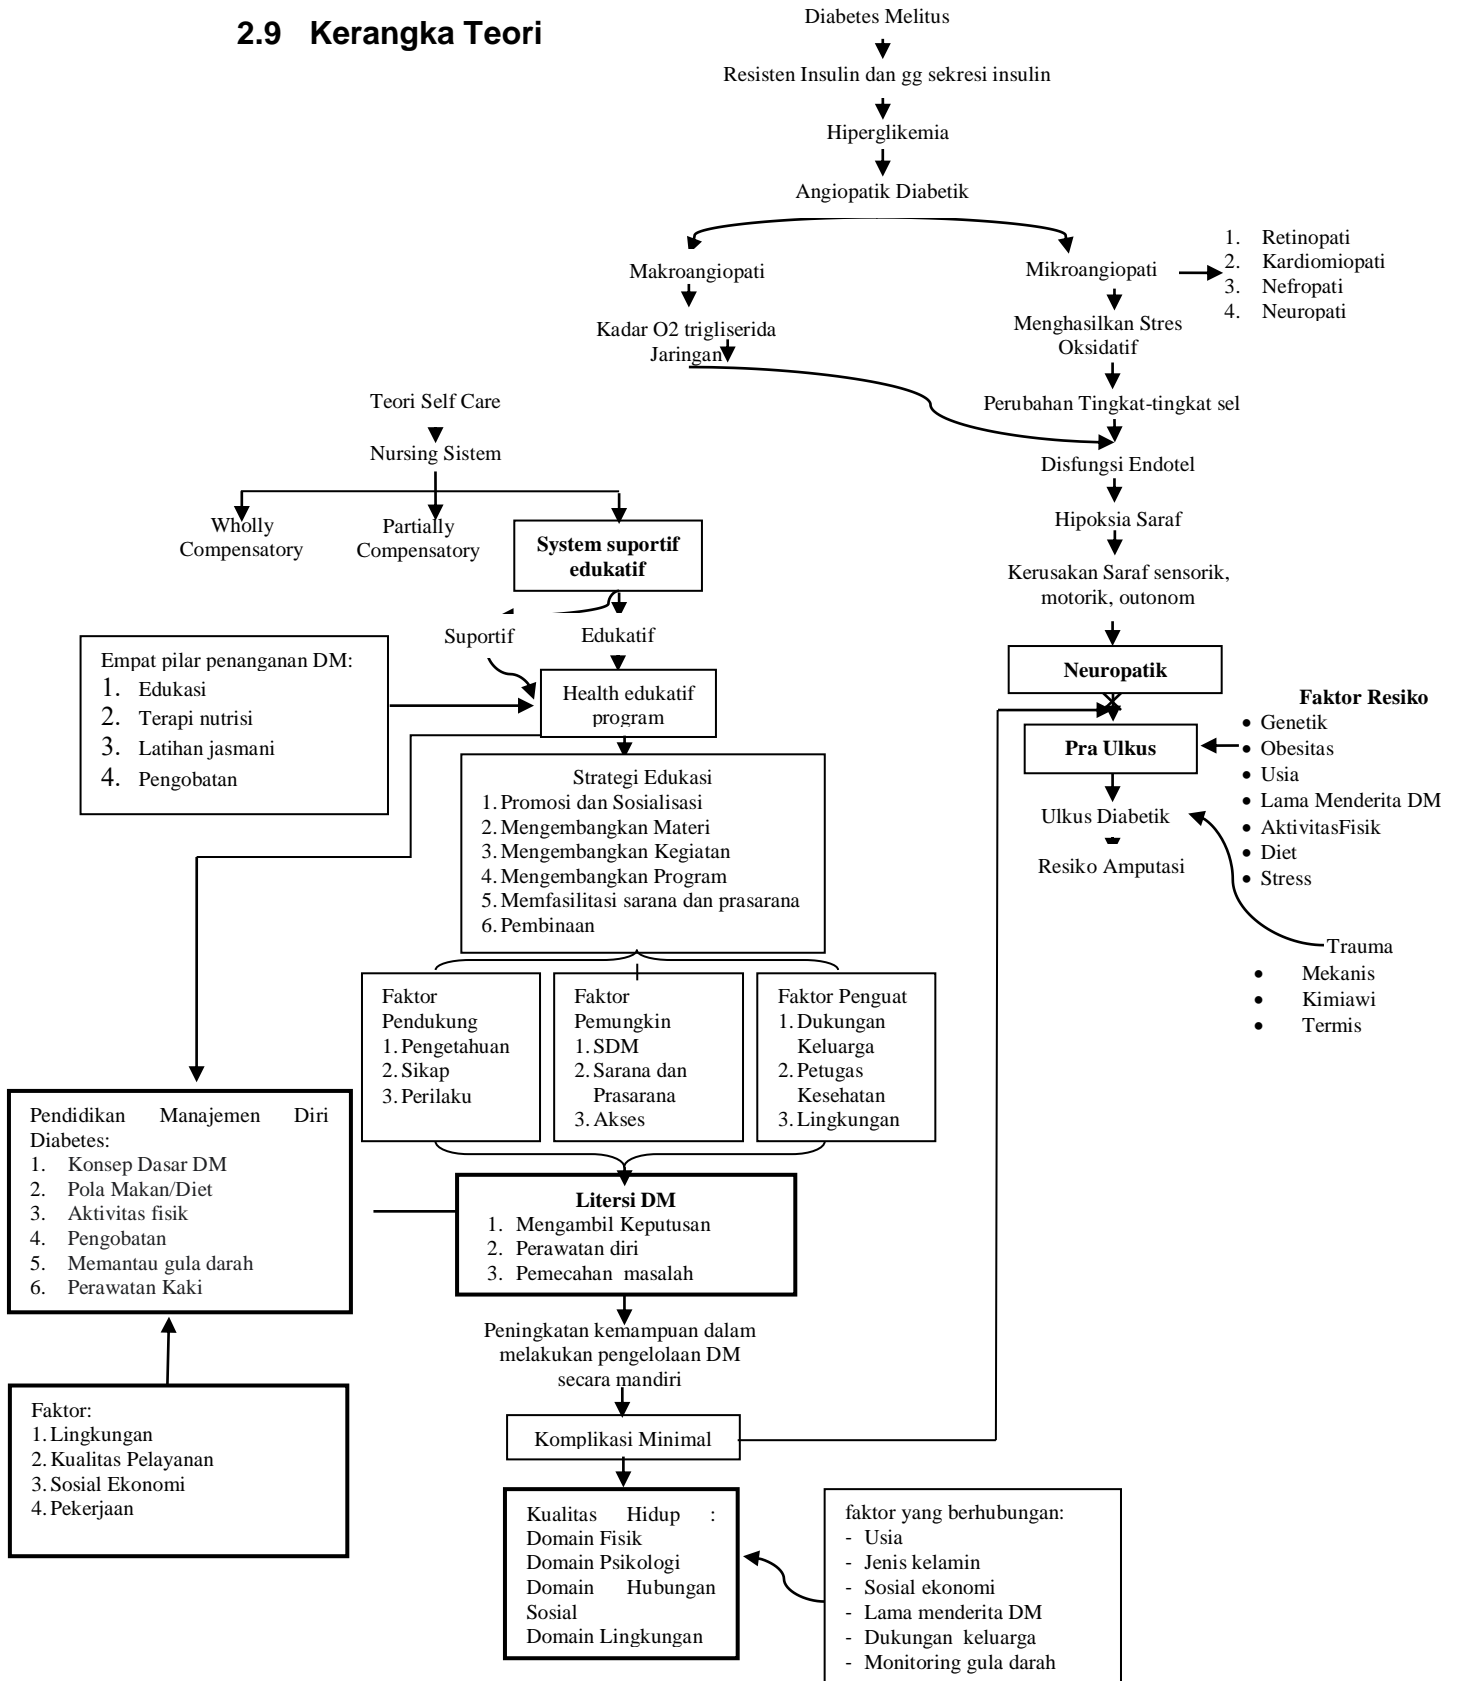 2.9 Kerangka Teori
Diabetes Melitus
Resisten Insulin dan gg sekresi insulin
Hiperglikemia
Angiopatik Diabetik
Makroangiopati
Mikroangiopati
1. Retinopati
2. Kardiomiopati
3. Nefropati
4. Neuropati
Kadar O2 trigliserida
Jaringan
Menghasilkan Stres
Oksidatif
Perubahan Tingkat-tingkat sel
Disfungsi Endotel
Hipoksia Saraf
Kerusakan Saraf sensorik,
motorik, outonom
Neuropatik
Pra Ulkus
Ulkus Diabetik
Resiko Amputasi
Faktor Resiko
• Genetik
• Obesitas
• Usia
• Lama Menderita DM
• AktivitasFisik
• Diet
• Stress
Trauma
• Mekanis
• Kimiawi
• Termis
Teori Self Care
Nursing Sistem
Wholly
Compensatory
Partially
Compensatory
System suportif
edukatif
Suportif
Edukatif
Empat pilar penanganan DM:
1. Edukasi
2. Terapi nutrisi
3. Latihan jasmani
4. Pengobatan
Health edukatif
program
Strategi Edukasi
1. Promosi dan Sosialisasi
2. Mengembangkan Materi
3. Mengembangkan Kegiatan
4. Mengembangkan Program
5. Memfasilitasi sarana dan prasarana
6. Pembinaan
Faktor
Pendukung
1. Pengetahuan
2. Sikap
3. Perilaku
Faktor
Pemungkin
1. SDM
2. Sarana dan
Prasarana
3. Akses
Faktor Penguat
1. Dukungan
Keluarga
2. Petugas
Kesehatan
3. Lingkungan
Pendidikan Manajemen Diri
Diabetes:
1. Konsep Dasar DM
2. Pola Makan/Diet
3. Aktivitas fisik
4. Pengobatan
5. Memantau gula darah
6. Perawatan Kaki
Litersi DM
1. Mengambil Keputusan
2. Perawatan diri
3. Pemecahan masalah
Peningkatan kemampuan dalam
melakukan pengelolaan DM
secara mandiri
Faktor:
1. Lingkungan
2. Kualitas Pelayanan
3. Sosial Ekonomi
4. Pekerjaan
Komplikasi Minimal
Kualitas Hidup :
Domain Fisik
Domain Psikologi
Domain Hubungan
Sosial
Domain Lingkungan
faktor yang berhubungan:
- Usia
- Jenis kelamin
- Sosial ekonomi
- Lama menderita DM
- Dukungan keluarga
- Monitoring gula darah